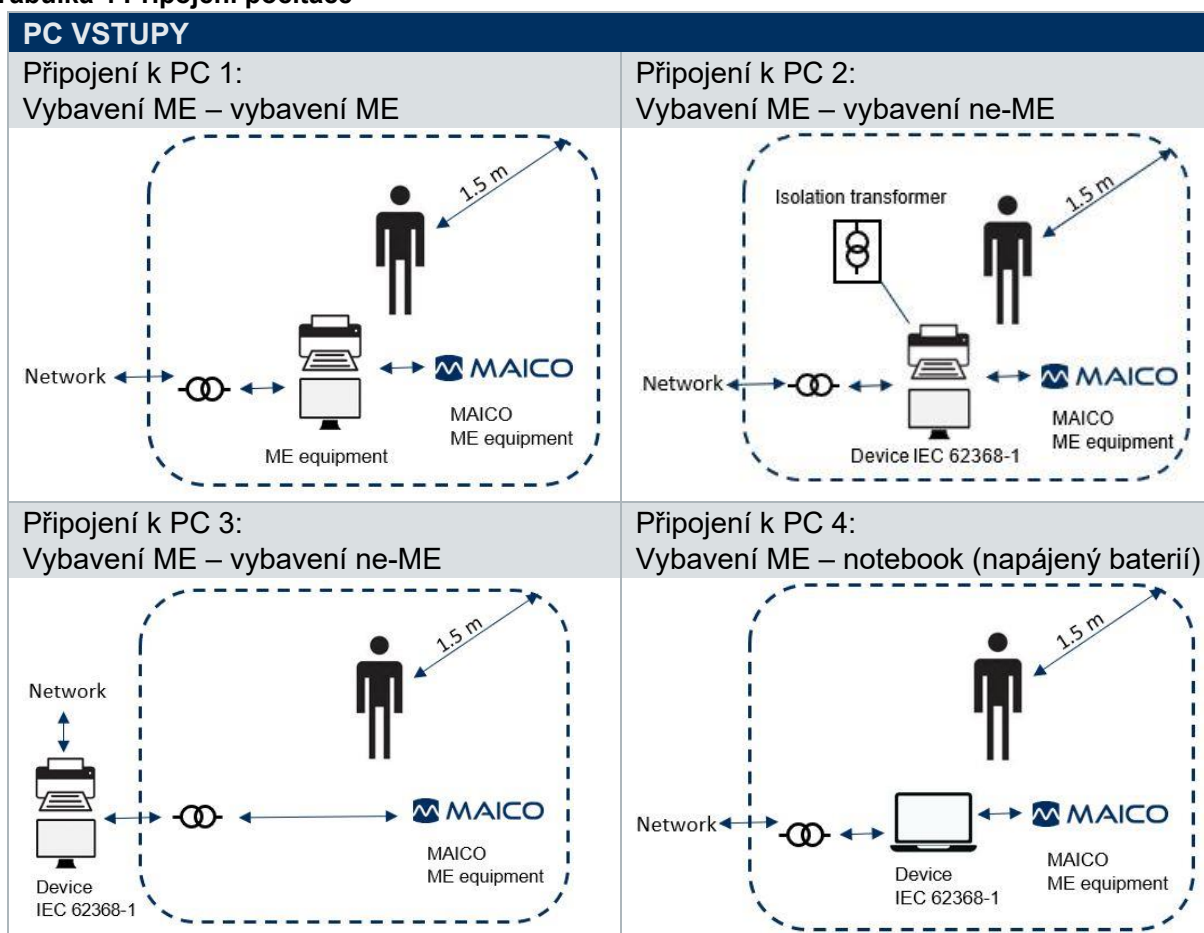 Tabulka Připojení počítače
PC VSTUPY
Připojení k PC 1:
Vybavení ME – vybavení ME
Připojení k PC 2:
Vybavení ME – vybavení ne-ME
1.5 m
Network
ME equipment
MAICO
MAICO
ME equipment
Isolation transformer
1.5 m
Network
Device IEC 62368-1
MAICO
MAICO
ME equipment
Připojení k PC 3:
Vybavení ME – vybavení ne-ME
Připojení k PC 4:
Vybavení ME – notebook (napájený baterií)
1.5 m
Network
Device
IEC 62368-1
MAICO
MAICO
ME equipment
1.5 m
Network
Device
IEC 62368-1
MAICO
MAICO
ME equipment